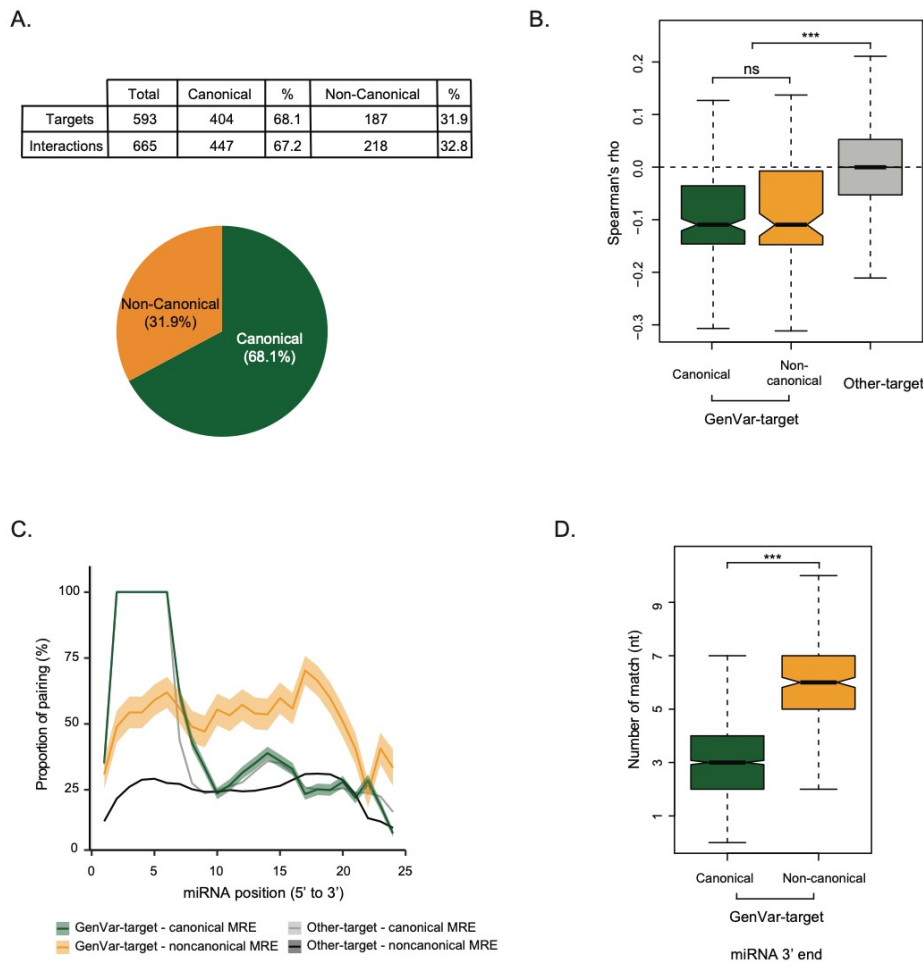 A.
Total Canonical % Non-Canonical %
Targets 593 404 68.1 187 31.9
Interactions 665 447 67.2 218 32.8
Non-Canonical
(31.9%)
Canonical
(68.1%)
B.
***
ns
Spearman's rho
0.2
0.1
0.0
-0.1
-0.2
-0.3
Canonical
Non-
canonical
Other-target
GenVar-target
C.
Proportion of pairing (%)
100
75
50
25
0
0 5 10 15 20 25
miRNA position (5' to 3')
GenVar-target - canonical MRE
Other-target - canonical MRE
GenVar-target - noncanonical MRE
Other-target - noncanonical MRE
D.
***
Number of match (nt)
9
7
5
3
1
Canonical
Non-canonical
GenVar-target
miRNA 3' end